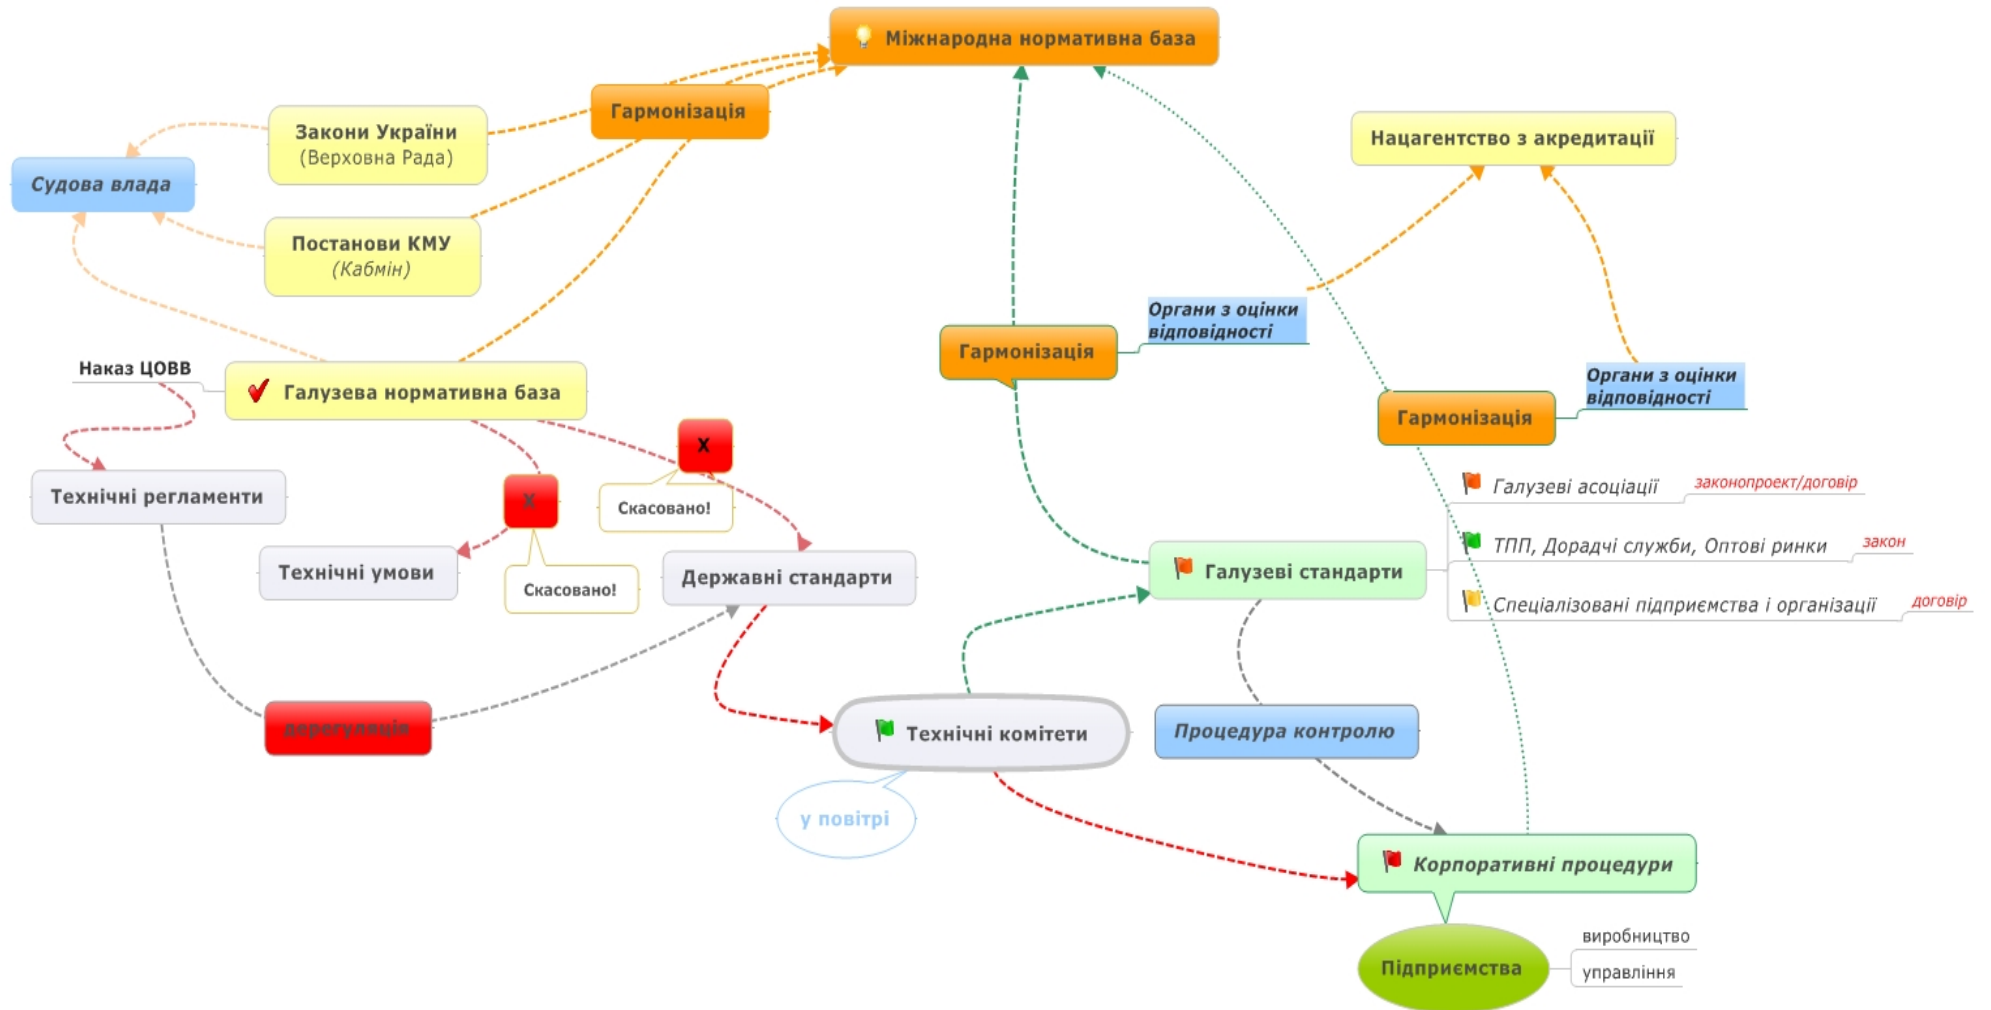 Міжнародна нормативна база
Гармонізація
Закони України
(Верховна Рада)
Нацагентство з акредитації
Судова влада
Постанови КМУ
(Кабмін)
Органи з оцінки
відповідності
Гармонізація
Наказ ЦОВВ
Галузева нормативна база
Органи з оцінки
відповідності
Гармонізація
X
Скасовано!
Технічні регламенти
X
Галузеві асоціації
законопроект/договір
ТПП, Дорадчі служби, Оптові ринки
закон
Технічні умови
Скасовано!
Державні стандарти
Галузеві стандарти
Спеціалізовані підприємства і організації
договір
дерегуляція
Технічні комітети
Процедура контролю
у повітрі
Корпоративні процедури
Підприємства
виробництво
управління